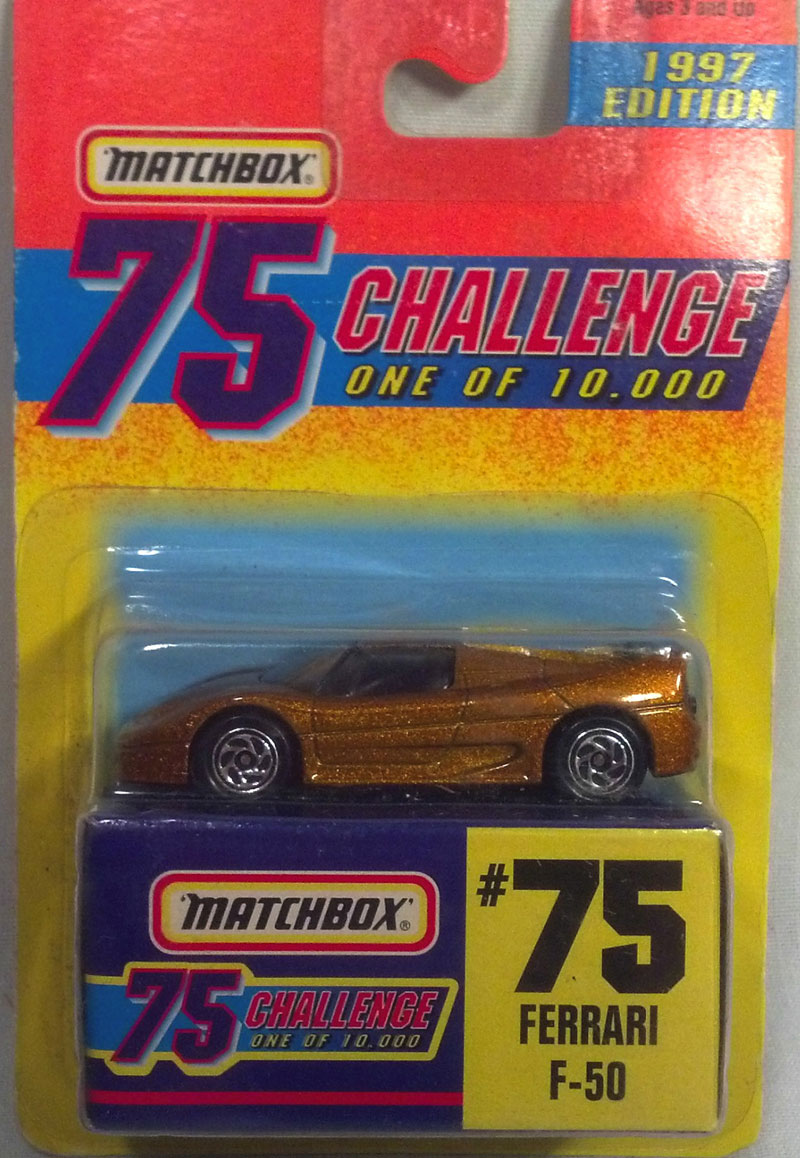 Ages 3 and Up
1997
EDITION
'MATCHBOX'®
75
CHALLENGE
ONE OF 10.000
'MATCHBOX'®
75
CHALLENGE
ONE OF 10.000
#75
FERRARI
F-50